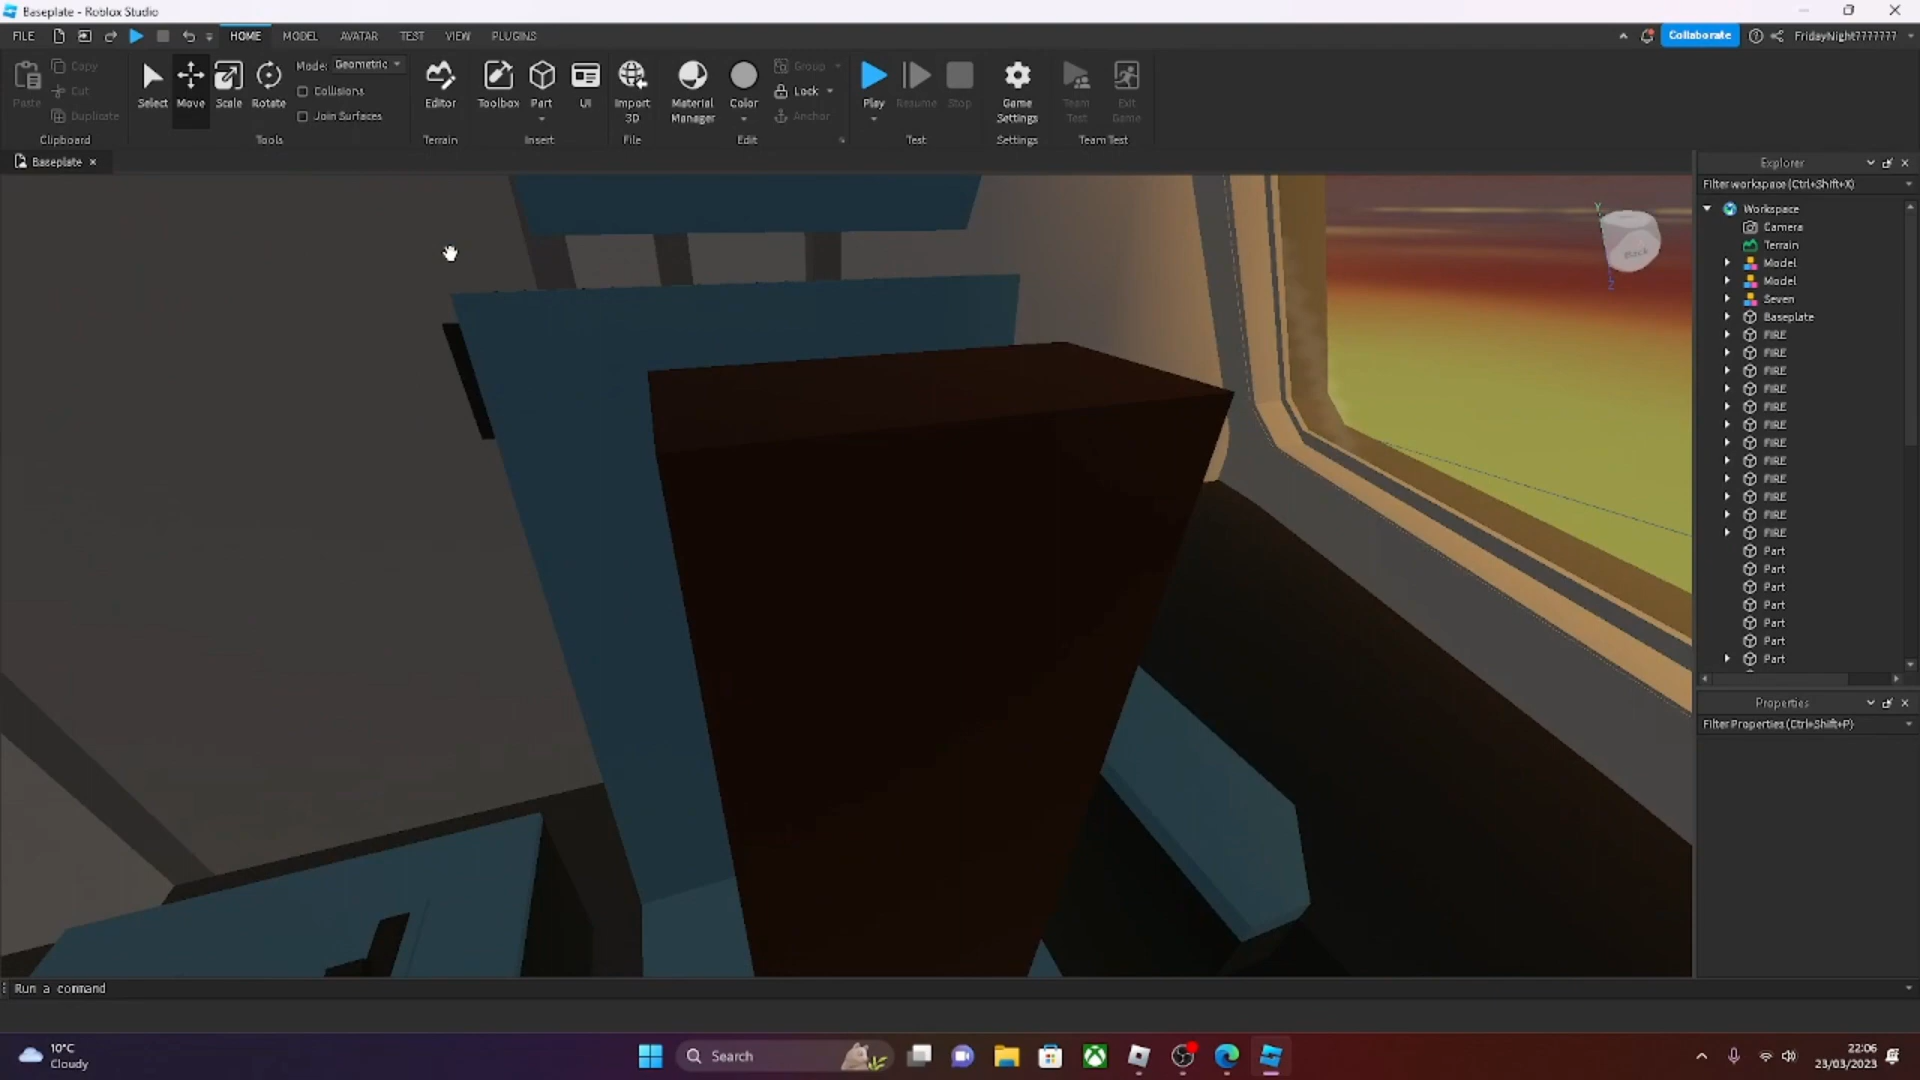 Baseplate - Roblox Studio
FILE HOME MODEL AVATAR TEST VIEW PLUGINS Collaborate FridayNight7777777
Paste Copy Cut Duplicate
Select Move Scale Rotate
Mode: Geometric
Collisions
Join Surfaces
Editor Toolbox Part UI Import 3D Material Manager Color Group Lock Anchor Play Resume Stop Game Settings Team Test Exit Game
Clipboard Tools Terrain Insert File Edit Test Settings Team Test
Baseplate
Explorer
Filter workspace (Ctrl+Shift+X)
Workspace
Camera
Terrain
Model
Model
Seven
Baseplate
FIRE
FIRE
FIRE
FIRE
FIRE
FIRE
FIRE
FIRE
FIRE
FIRE
FIRE
FIRE
Part
Part
Part
Part
Part
Part
Part
Y
Back
Z
Properties
Filter Properties (Ctrl+Shift+P)
Run a command
10°C
Cloudy
Search
22:06
23/03/2023